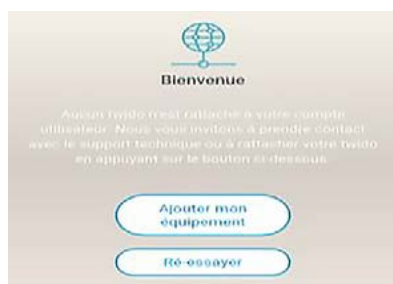 Bienvenue
Aucun twido n'est rattaché à votre compte
utilisateur. Nous vous invitons à prendre contact
avec le support technique ou à rattacher votre twido
en appuyant sur le bouton ci-dessous.
Ajouter mon
équipement
Ré-essayer